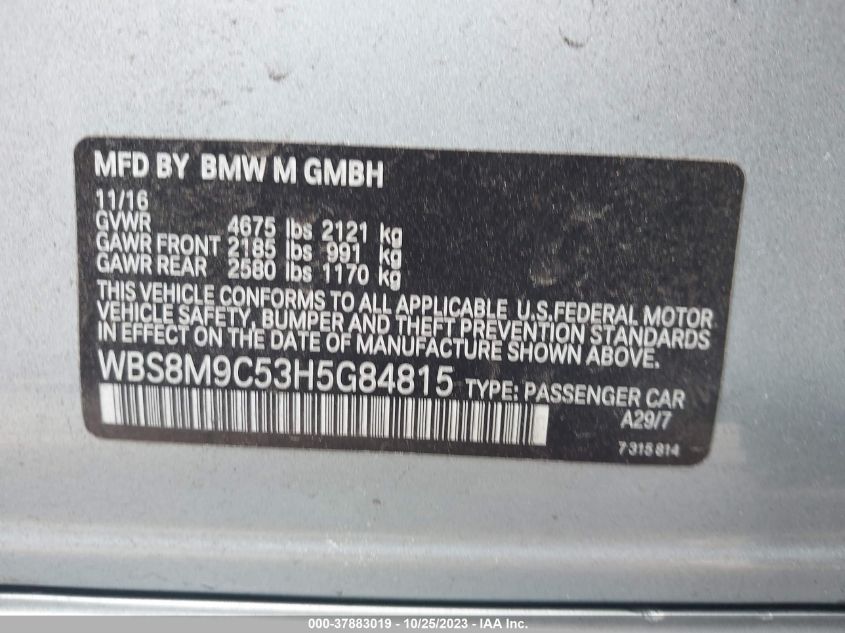 MFD BY BMW M GMBH
11/16
GVWR 4675 lbs 2121 kg
GAWR FRONT 2185 lbs 991 kg
GAWR REAR 2580 lbs 1170 kg
THIS VEHICLE CONFORMS TO ALL APPLICABLE U.S.FEDERAL MOTOR
VEHICLE SAFETY, BUMPER AND THEFT PREVENTION STANDARDS
IN EFFECT ON THE DATE OF MANUFACTURE SHOWN ABOVE.
WBS8M9C53H5G84815 TYPE: PASSENGER CAR
A29/7
7315814
000-37883019 • 10/25/2023 • © IAA Inc.